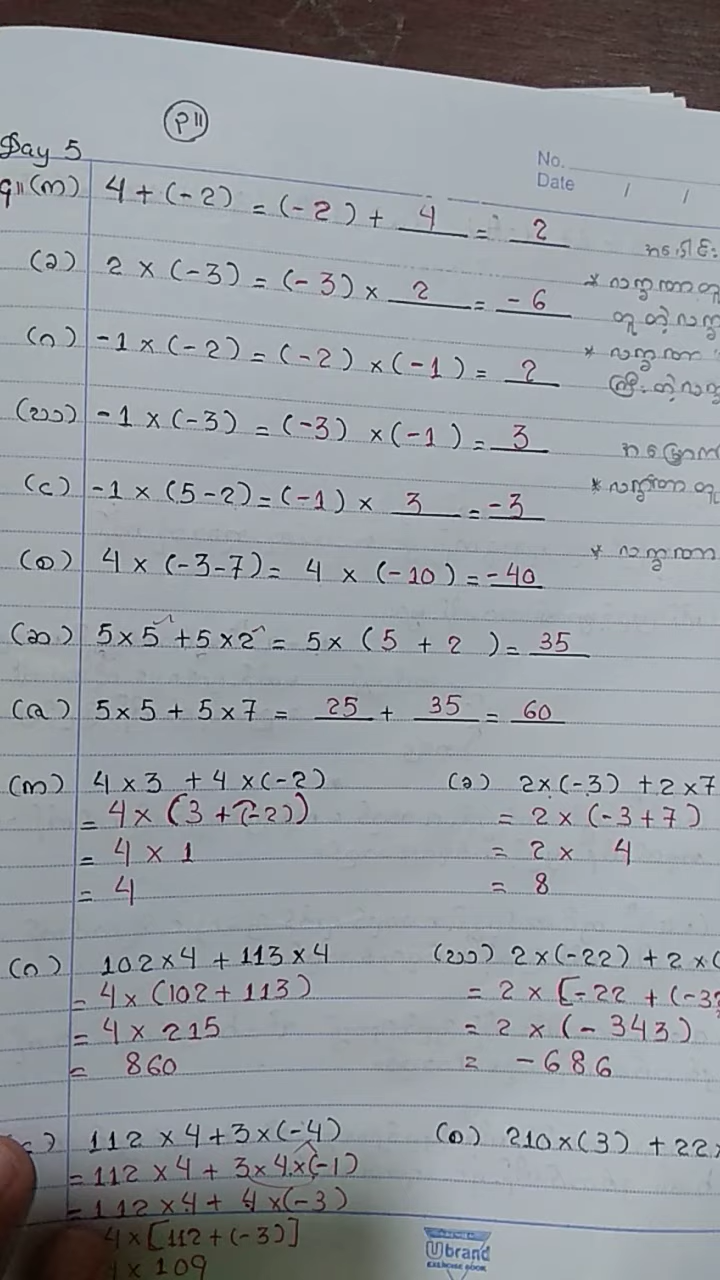 P ။
Day 5
No.
Date / /
၅။ (က) 4 + (-2) = (-2) + 4 = 2
(ခ) 2 × (-3) = (-3) × 2 = -6
(ဂ) -1 × (-2) = (-2) × (-1) = 2
(ဃ) -1 × (-3) = (-3) × (-1) = 3
(င) -1 × (5-2) = (-1) × 3 = -3
(စ) 4 × (-3-7) = 4 × (-10) = -40
(ဆ) 5×5 + 5×2 = 5× (5 + 2) = 35
(ဇ) 5×5 + 5×7 = 25 + 35 = 60
(က) 4×3 + 4×(-2) (ခ) 2×(-3) + 2×7
= 4× (3 + (-2)) = 2 × (-3+7)
= 4 × 1 = 2 × 4
= 4 = 8
(ဂ) 102×4 + 113×4 (ဃ) 2×(-22) + 2×(
= 4×(102+113) = 2 × [-22 + (-3
= 4 × 215 = 2 × (-343)
= 860 = -686
112 ×4+3×(-4) (စ) 210×(3) + 22
= 112 ×4 + 3×4×(-1)
= 112×4+ 4×(-3)
4×[112+(-3)]
× 109
Ubrand
EXERCISE BOOK